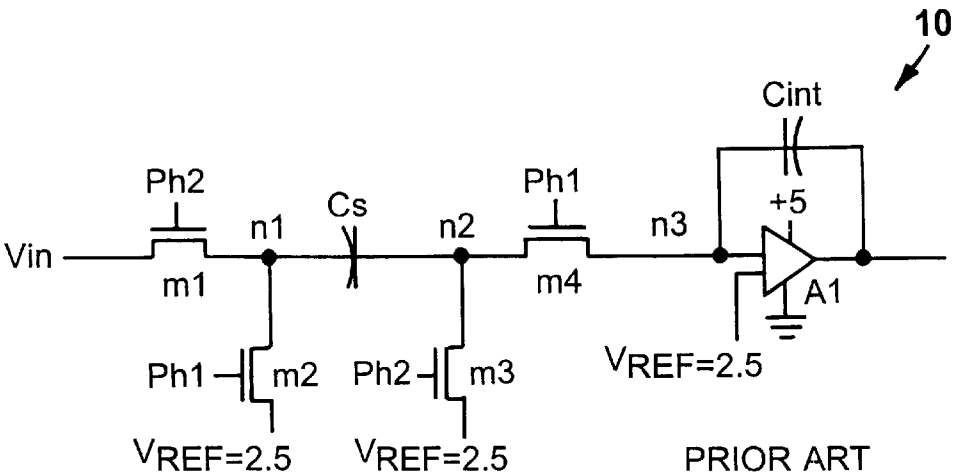 10
Cint
Ph2
Cs
Ph1
+5
n1
n2
n3
Vin
m1
m4
A1
Ph1
m2
Ph2
m3
VREF=2.5
VREF=2.5
VREF=2.5
PRIOR ART